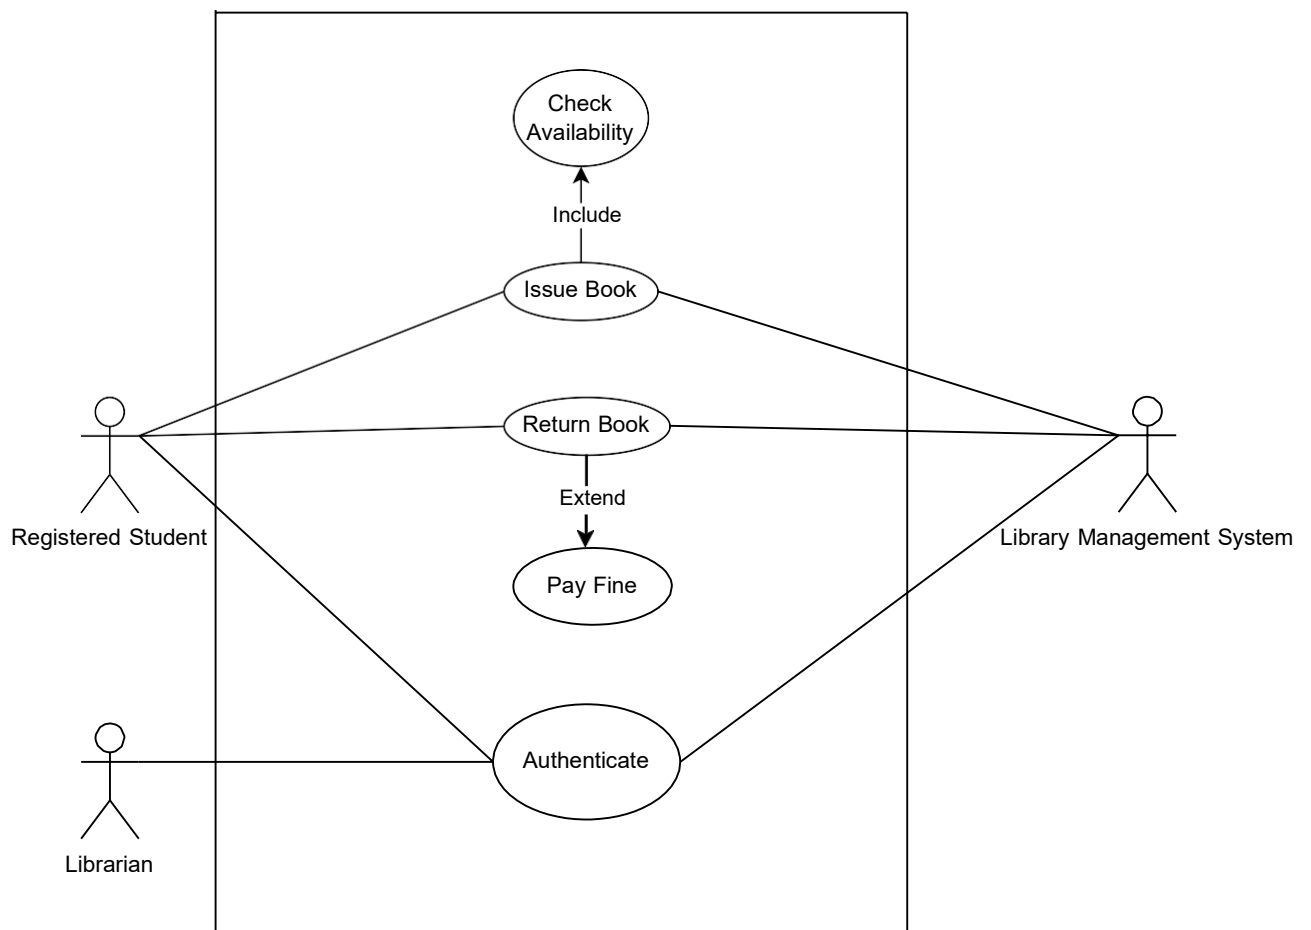 Check
Availability
Include
Issue Book
Return Book
Extend
Registered Student
Library Management System
Pay Fine
Authenticate
Librarian